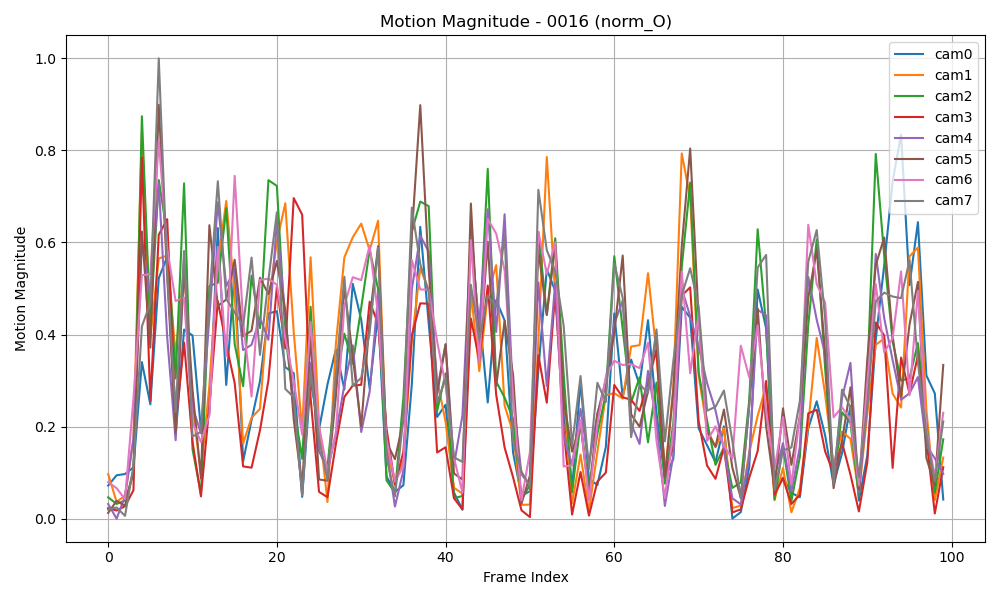 Motion Magnitude - 0016 (norm_O)
Motion Magnitude
1.0
0.8
0.6
0.4
0.2
0.0
0
20
40
60
80
100
Frame Index
cam0
cam1
cam2
cam3
cam4
cam5
cam6
cam7